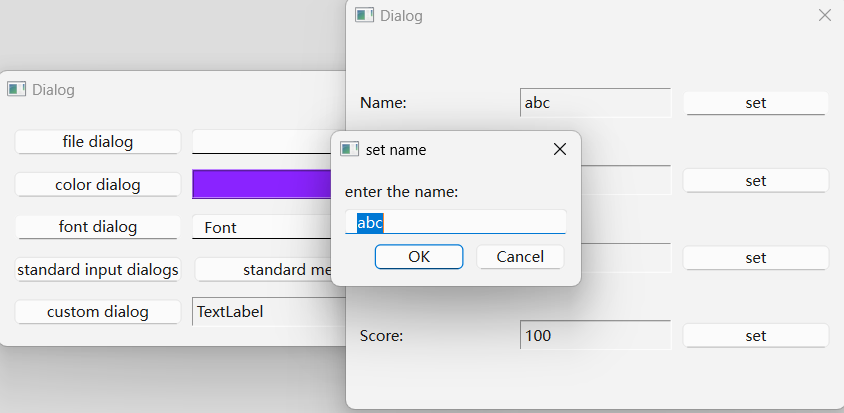 Dialog
file dialog
color dialog
font dialog
Font
standard input dialogs
standard me
custom dialog
TextLabel
Dialog
Name:
abc
set
set
set
Score:
100
set
set name
enter the name:
abc
OK
Cancel